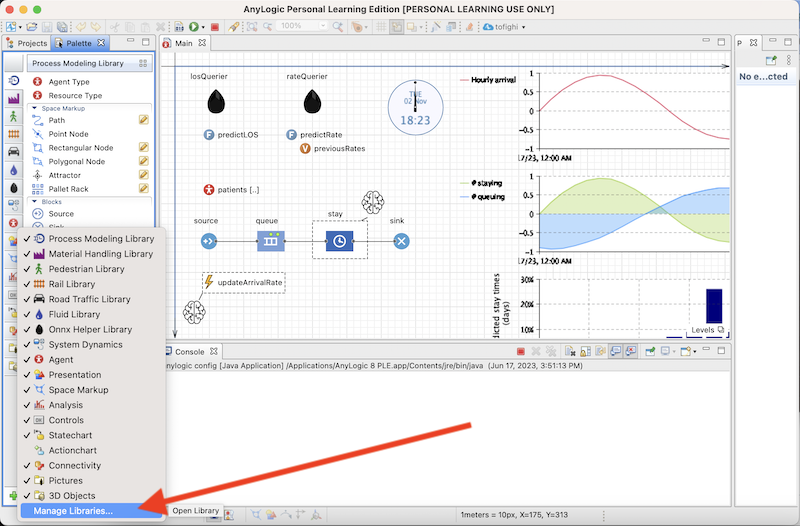 AnyLogic Personal Learning Edition [PERSONAL LEARNING USE ONLY]
100%
tofighi
Projects
Palette
Main
P
Process Modeling Library
Agent Type
Resource Type
Space Markup
Path
Point Node
Rectangular Node
Polygonal Node
Attractor
Pallet Rack
Blocks
Source
Sink
losQuerier
rateQuerier
F predictLOS
F predictRate
V previousRates
TUE
02 Nov
18:23
patients [..]
source
queue
stay
sink
updateArrivalRate
Hourly arrival
1
0.5
0
-0.5
-1
17/23, 12:00 AM
# staying
# queuing
1
0.5
0
-0.5
-1
17/23, 12:00 AM
dicted stay times
(days)
30%
20%
10%
Levels
No e...cted
Process Modeling Library
Material Handling Library
Pedestrian Library
Rail Library
Road Traffic Library
Fluid Library
Onnx Helper Library
System Dynamics
Agent
Presentation
Space Markup
Analysis
Controls
Statechart
Actionchart
Connectivity
Pictures
3D Objects
Manage Libraries...
Open Library
Console
nylogic config [Java Application] /Applications/AnyLogic 8 PLE.app/Contents/jre/bin/java (Jun 17, 2023, 3:51:13 PM)
1meters = 10px, X=175, Y=313